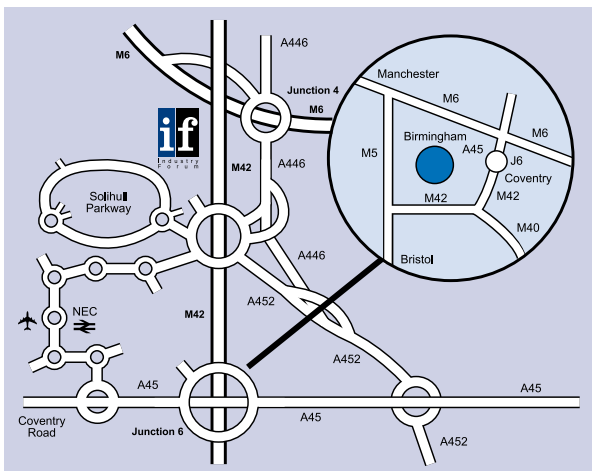 A446
M6
M6
Junction 4
M6
if
Industry
Forum
M42
A446
Solihull
Parkway
A446
A452
NEC
M42
A452
A45
A45
A45
Coventry
Road
Junction 6
A452
Manchester
M6
M6
Birmingham
M5
A45
J6
Coventry
M42
M42
M40
Bristol